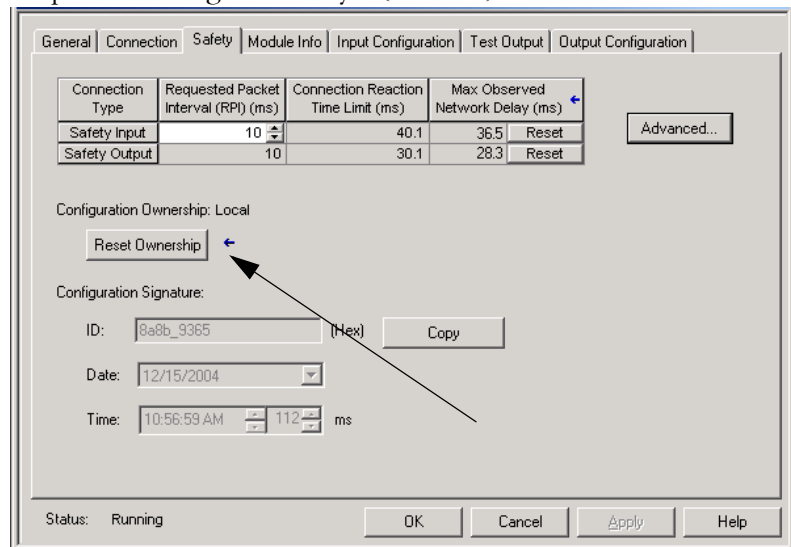 General Connection Safety Module Info Input Configuration Test Output Output Configuration
Connection Type Requested Packet Interval (RPI) (ms) Connection Reaction Time Limit (ms) Max Observed Network Delay (ms)
Safety Input 10 40.1 36.5 Reset
Safety Output 10 30.1 28.3 Reset
Advanced...
Configuration Ownership: Local
Reset Ownership
Configuration Signature:
ID: 8a8b_9365 (Hex) Copy
Date: 12/15/2004
Time: 10:56:59 AM 112 ms
Status: Running OK Cancel Apply Help